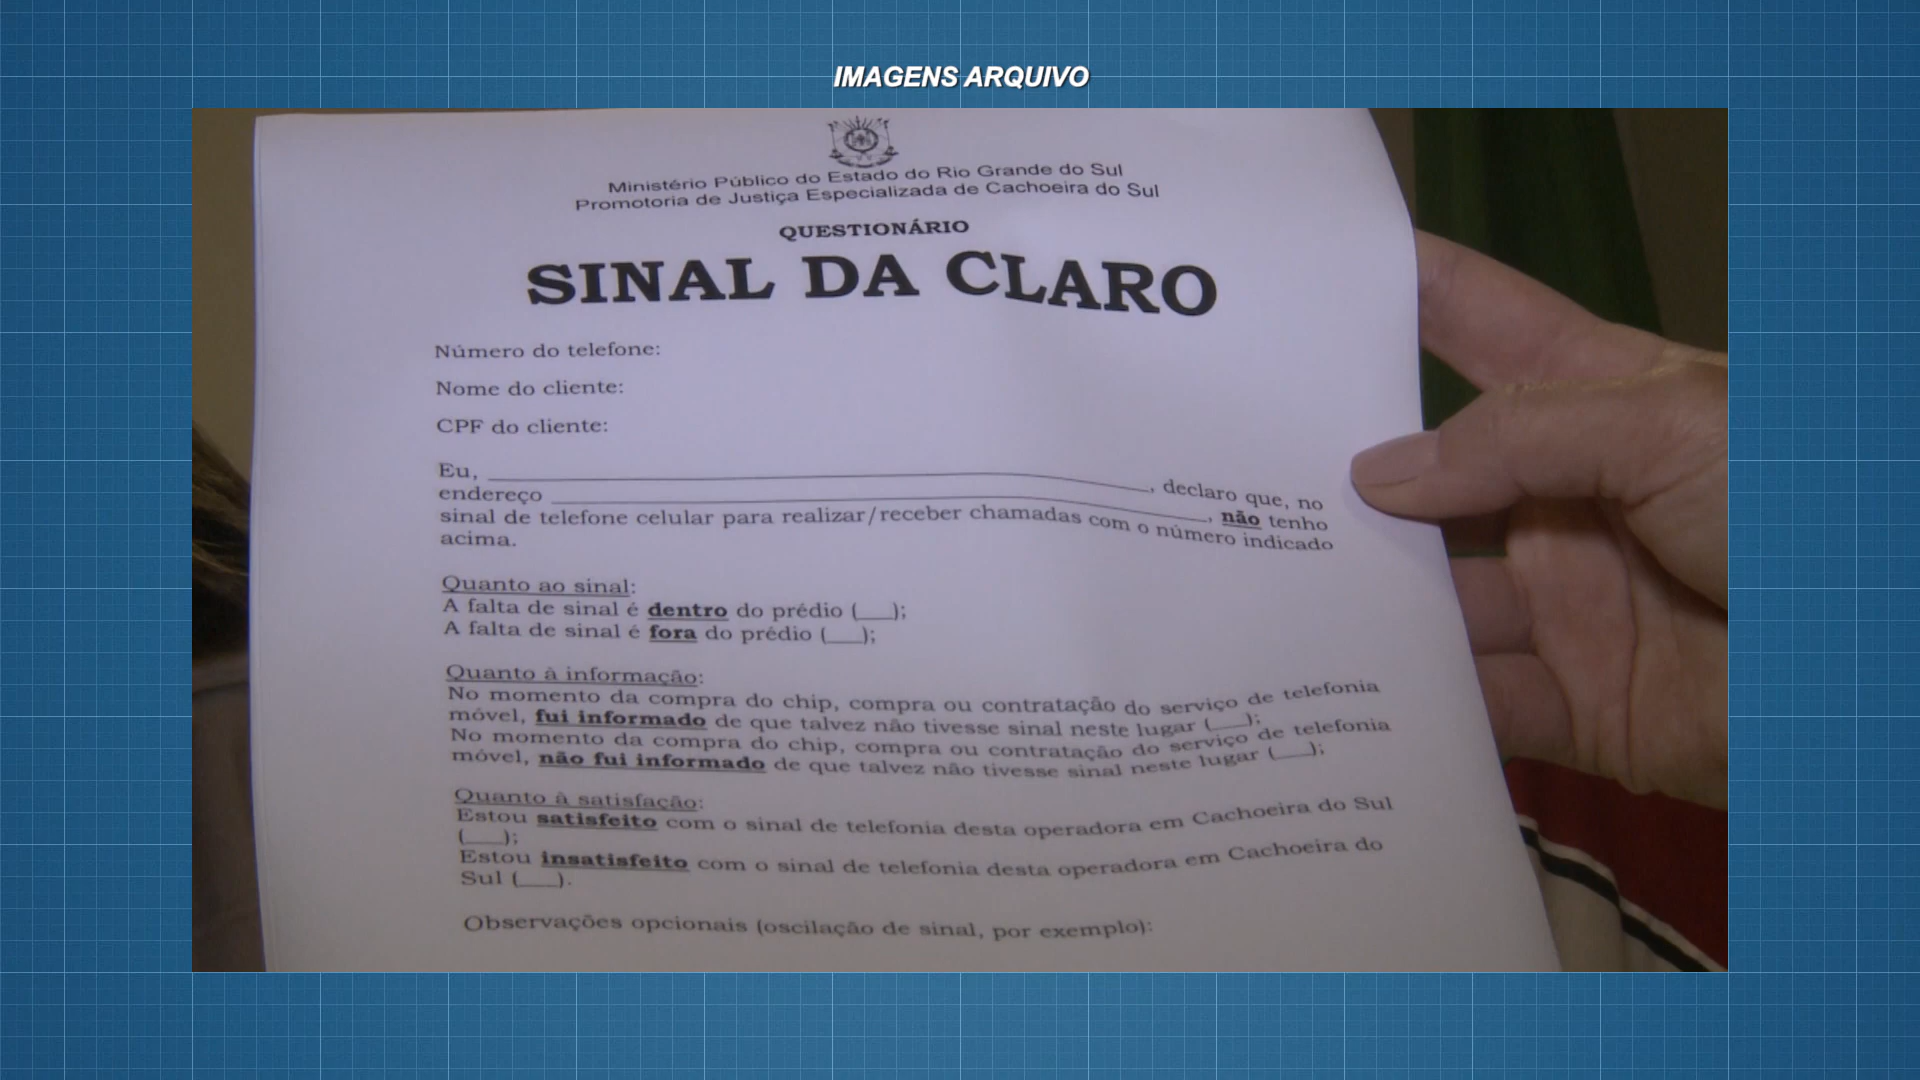 IMAGENS ARQUIVO
Ministério Público do Estado do Rio Grande do Sul
Promotoria de Justiça Especializada de Cachoeira do Sul
QUESTIONÁRIO
SINAL DA CLARO
Número do telefone:
Nome do cliente:
CPF do cliente:
Eu, ______________________, declaro que, no
endereço ______________________, não tenho
sinal de telefone celular para realizar/receber chamadas com o número indicado
acima.
Quanto ao sinal:
A falta de sinal é dentro do prédio (___);
A falta de sinal é fora do prédio (___);
Quanto à informação:
No momento da compra do chip, compra ou contratação do serviço de telefonia
móvel, fui informado de que talvez não tivesse sinal neste lugar (___);
No momento da compra do chip, compra ou contratação do serviço de telefonia
móvel, não fui informado de que talvez não tivesse sinal neste lugar (___);
Quanto à satisfação:
Estou satisfeito com o sinal de telefonia desta operadora em Cachoeira do Sul
(___);
Estou insatisfeito com o sinal de telefonia desta operadora em Cachoeira do
Sul (___).
Observações opcionais (oscilação de sinal, por exemplo):